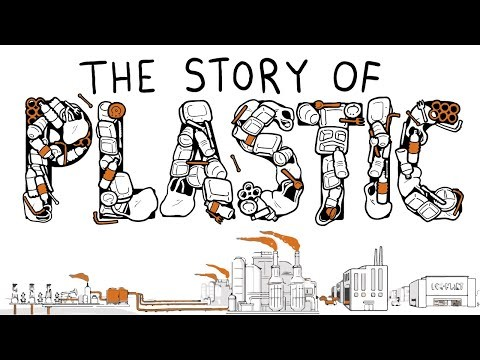 THE STORY OF
PLASTIC